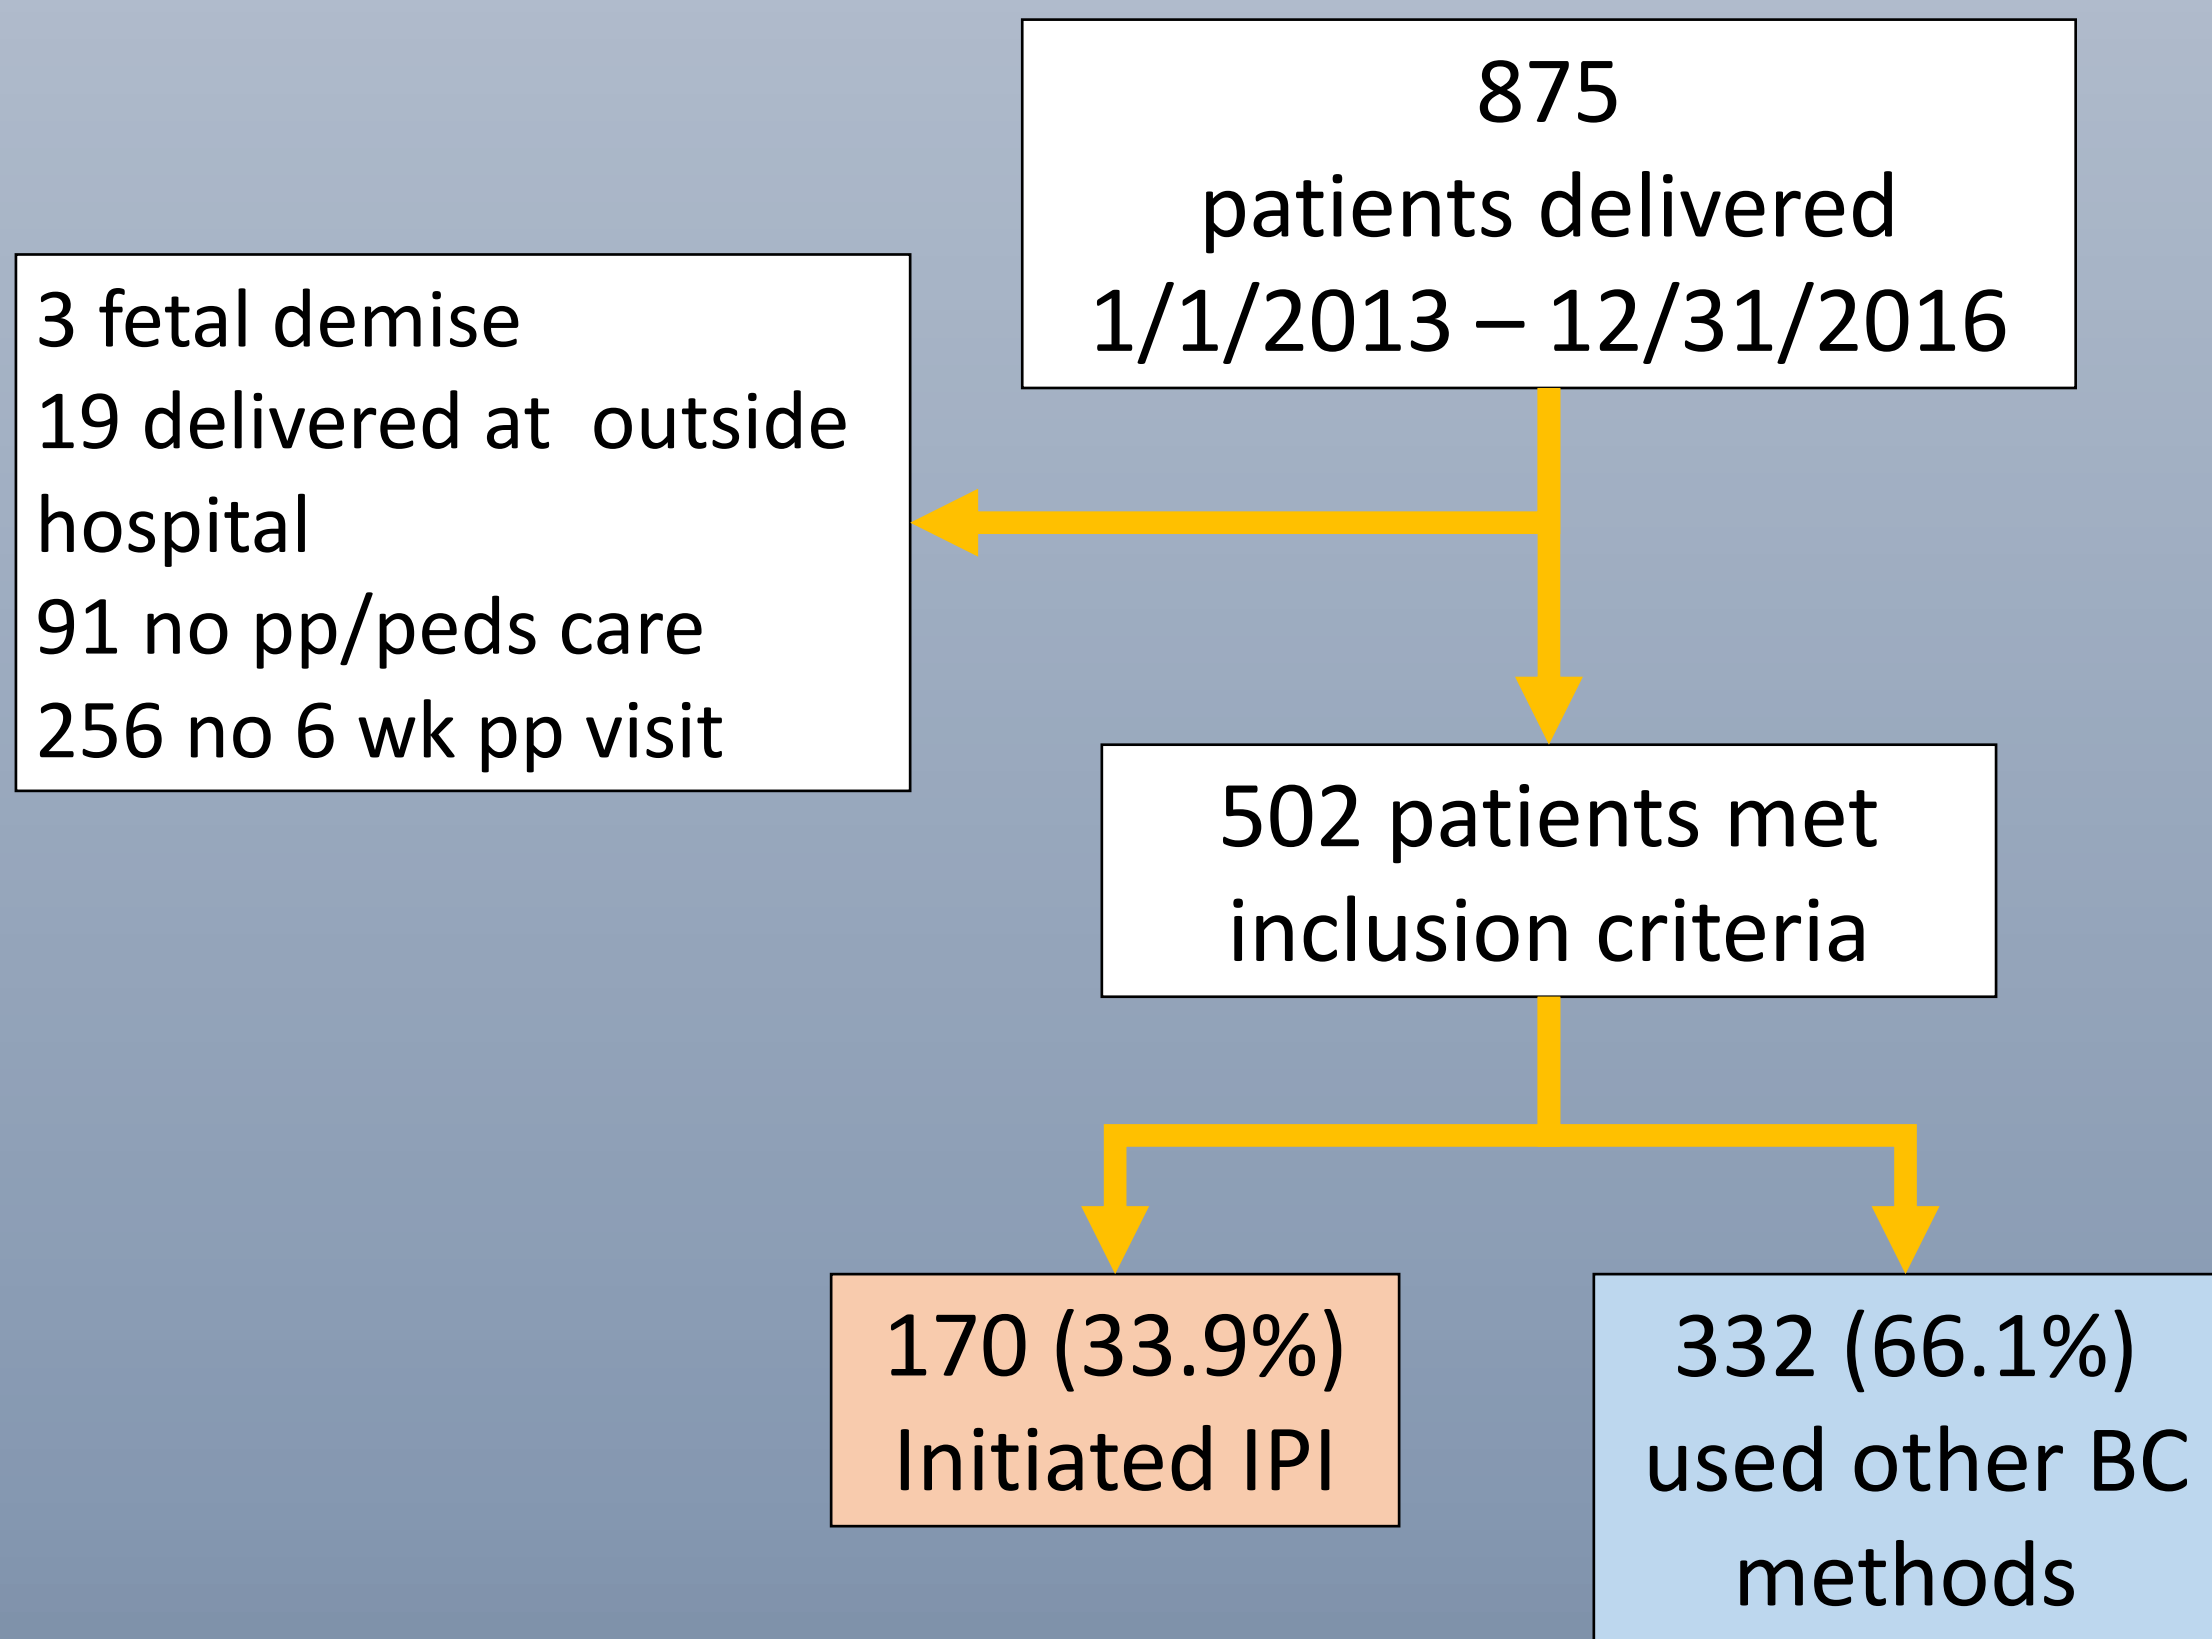 875
patients delivered
1/1/2013 – 12/31/2016
3 fetal demise
19 delivered at  outside
hospital
91 no pp/peds care
256 no 6 wk pp visit
502 patients met
inclusion criteria
170 (33.9%)
Initiated IPI
332 (66.1%)
used other BC
methods